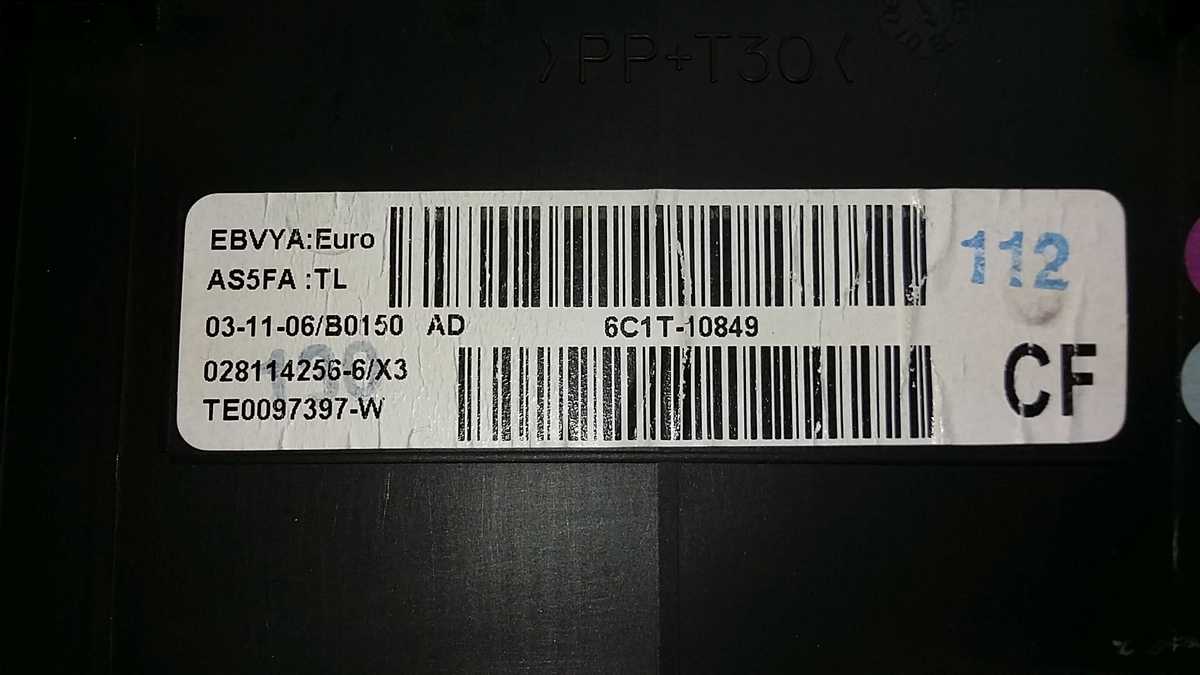 >PP+T30<
EBVYA:Euro
AS5FA :TL
112
03-11-06/B0150 AD 6C1T-10849
028114256-6/X3
CF
TE0097397-W